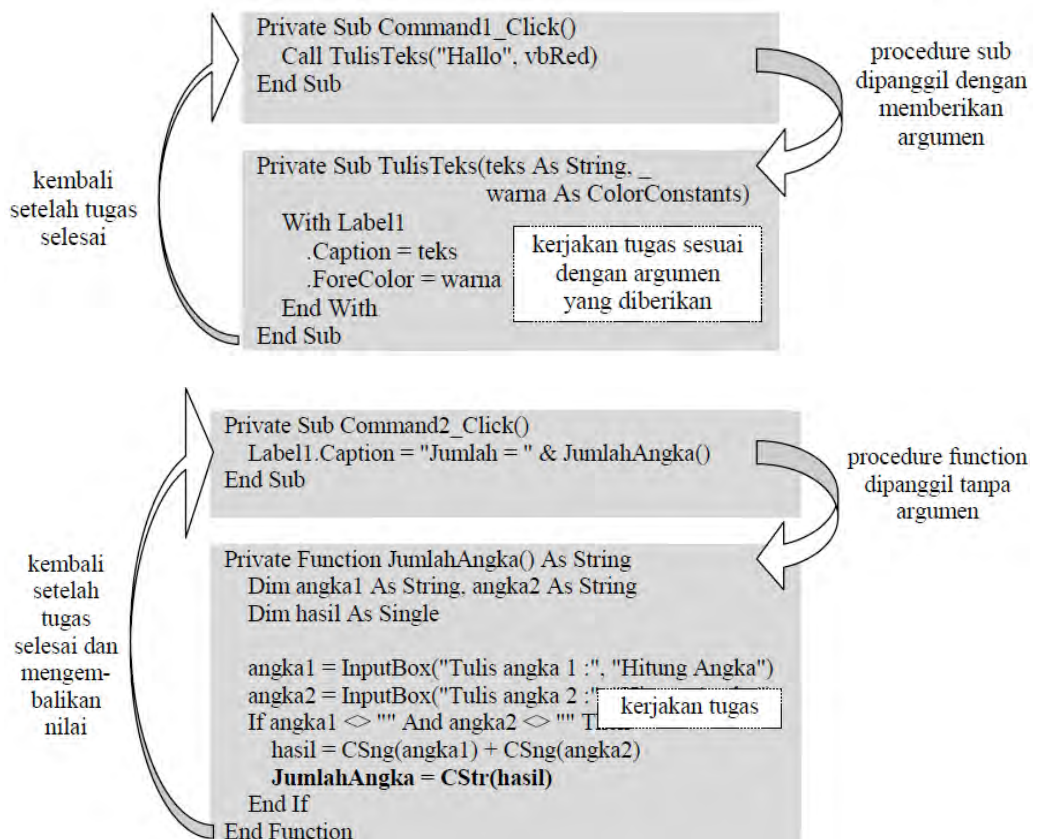 Private Sub Command1_Click()
Call TulisTeks("Hallo", vbRed)
End Sub
procedure sub
dipanggil dengan
memberikan
argumen
Private Sub TulisTeks(teks As String, _
warna As ColorConstants)
With Label1
.Caption = teks
.ForeColor = warna
End With
End Sub
kerjakan tugas sesuai
dengan argumen
yang diberikan
kembali
setelah tugas
selesai
Private Sub Command2_Click()
Label1.Caption = "Jumlah = " & JumlahAngka()
End Sub
procedure function
dipanggil tanpa
argumen
Private Function JumlahAngka() As String
Dim angka1 As String, angka2 As String
Dim hasil As Single
angka1 = InputBox("Tulis angka 1 :", "Hitung Angka")
angka2 = InputBox("Tulis angka 2 :"
If angka1 <> "" And angka2 <> ""
hasil = CSng(angka1) + CSng(angka2)
JumlahAngka = CStr(hasil)
End If
End Function
kerjakan tugas
kembali
setelah
tugas
selesai dan
mengem-
balikan
nilai